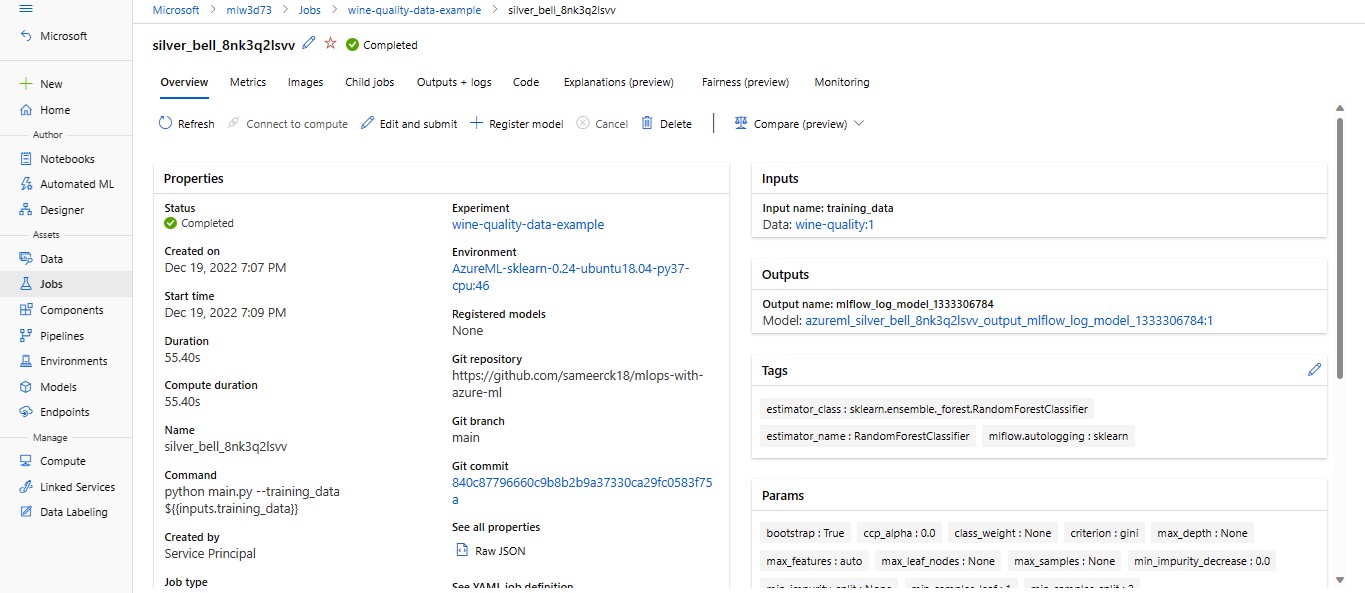 Microsoft > mlw3d73 > Jobs > wine-quality-data-example > silver_bell_8nk3q2lsvv
Microsoft
New
Home
Author
Notebooks
Automated ML
Designer
Assets
Data
Jobs
Components
Pipelines
Environments
Models
Endpoints
Manage
Compute
Linked Services
Data Labeling
silver_bell_8nk3q2lsvv Completed
Overview Metrics Images Child jobs Outputs + logs Code Explanations (preview) Fairness (preview) Monitoring
Refresh Connect to compute Edit and submit Register model Cancel Delete Compare (preview)
Properties
Status
Completed
Created on
Dec 19, 2022 7:07 PM
Start time
Dec 19, 2022 7:09 PM
Duration
55.40s
Compute duration
55.40s
Name
silver_bell_8nk3q2lsvv
Command
python main.py --training_data
${{inputs.training_data}}
Created by
Service Principal
Job type
Experiment
wine-quality-data-example
Environment
AzureML-sklearn-0.24-ubuntu18.04-py37-
cpu:46
Registered models
None
Git repository
https://github.com/sameerck18/mlops-with-
azure-ml
Git branch
main
Git commit
840c87796660c9b8b2b9a37330ca29fc0583f75
a
See all properties
Raw JSON
See YAML job definition
Inputs
Input name: training_data
Data: wine-quality:1
Outputs
Output name: mlflow_log_model_1333306784
Model: azureml_silver_bell_8nk3q2lsvv_output_mlflow_log_model_1333306784:1
Tags
estimator_class : sklearn.ensemble._forest.RandomForestClassifier
estimator_name : RandomForestClassifier mlflow.autologging : sklearn
Params
bootstrap : True ccp_alpha : 0.0 class_weight : None criterion : gini max_depth : None
max_features : auto max_leaf_nodes : None max_samples : None min_impurity_decrease : 0.0
min_impurity_split : None min_samples_leaf : 1 min_samples_split : 2